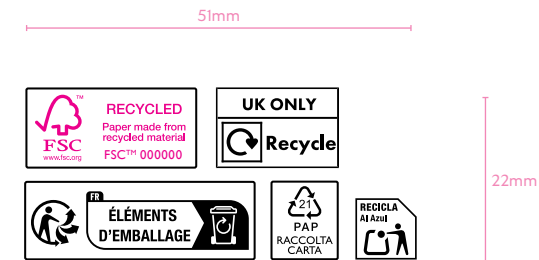 51mm
™
FSC
www.fsc.org
RECYCLED
Paper made from
recycled material
FSC™ 000000
UK ONLY
Recycle
22mm
FR
ÉLÉMENTS
D'EMBALLAGE
21
PAP
RACCOLTA
CARTA
RECICLA
Al Azul